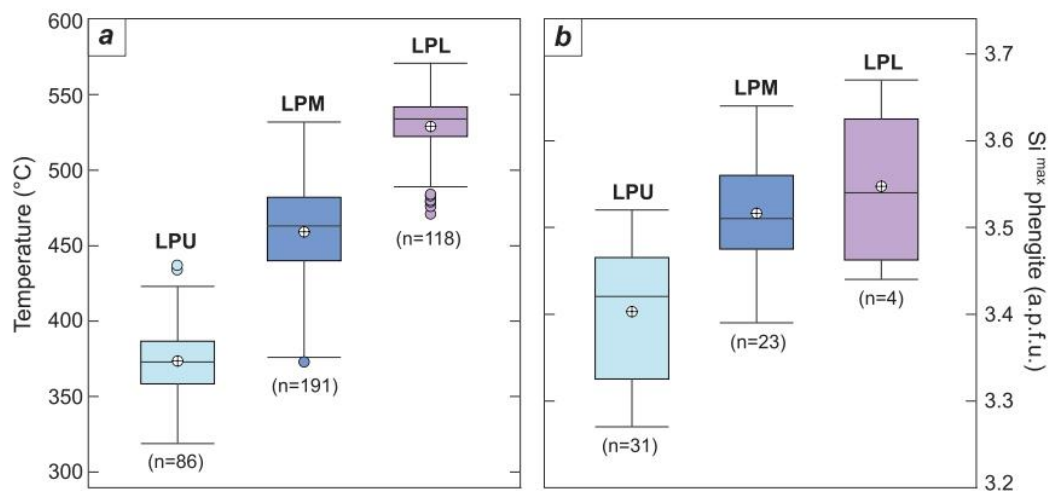 a
Temperature (°C)
600
550
500
450
400
350
300
LPU
(n=86)
LPM
(n=191)
LPL
(n=118)
b
LPU
(n=31)
LPM
(n=23)
LPL
(n=4)
3.7
3.6
3.5
3.4
3.3
3.2
Si max phengite (a.p.f.u.)